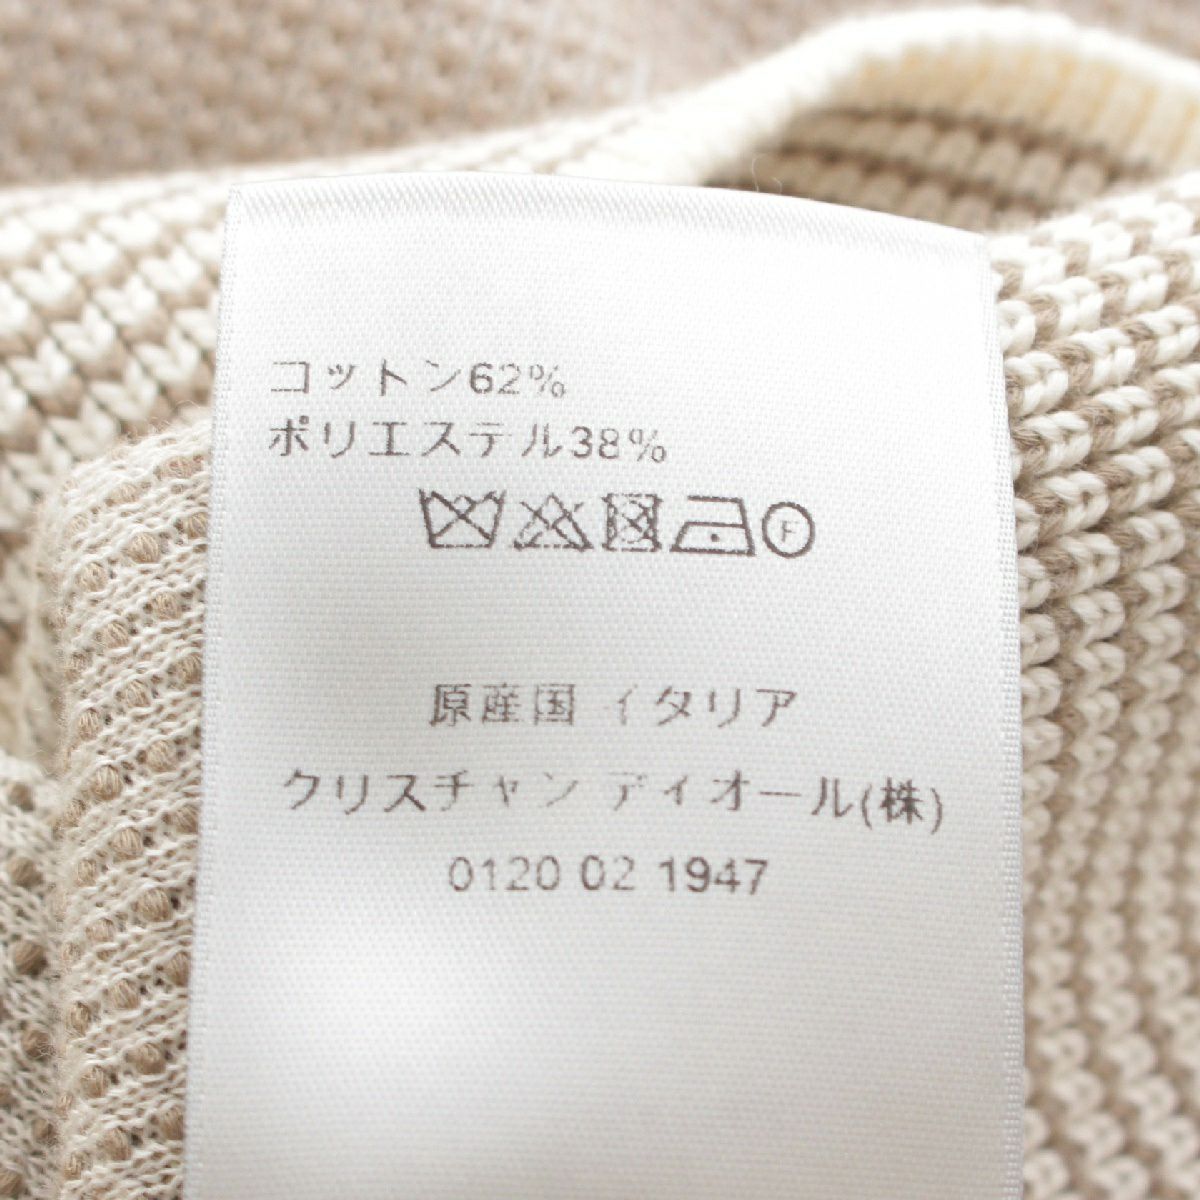 コットン62%
ポリエステル38%
F
原産国 イタリア
クリスチャン ディオール(株)
0120 02 1947